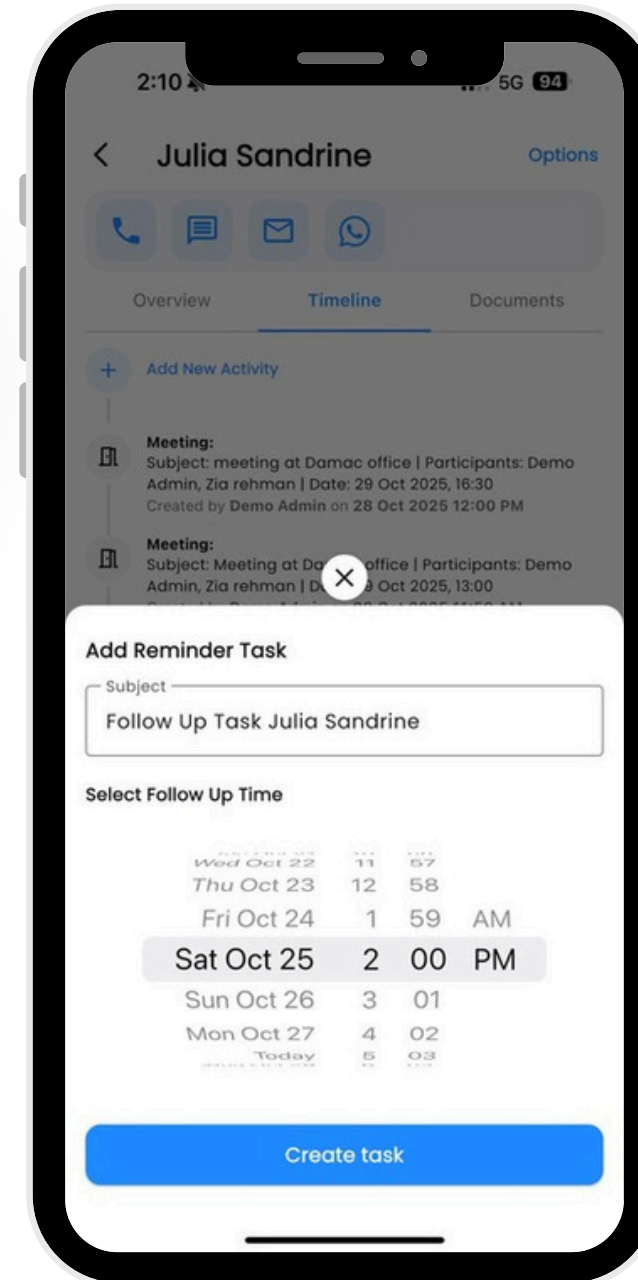 2:10
5G 94
Julia Sandrine
Options
Overview Timeline Documents
Add New Activity
Meeting:
Subject: meeting at Damac office | Participants: Demo
Admin, Zia rehman | Date: 29 Oct 2025, 16:30
Created by Demo Admin on 28 Oct 2025 12:00 PM
Meeting:
Subject: Meeting at office | Participants: Demo
Admin, Zia rehman | Oct 2025, 13:00
Add Reminder Task
Subject
Follow Up Task Julia Sandrine
Select Follow Up Time
Wed Oct 22 11 57
Thu Oct 23 12 58
Fri Oct 24 1 59 AM
Sat Oct 25 2 00 PM
Sun Oct 26 3 01
Mon Oct 27 4 02
Today 5 03
Create task